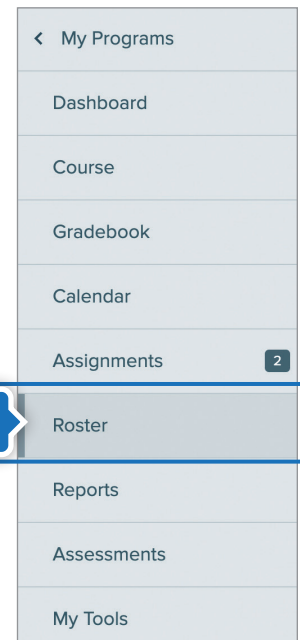 My Programs
Dashboard
Course
Gradebook
Calendar
Assignments 2
Roster
Reports
Assessments
My Tools